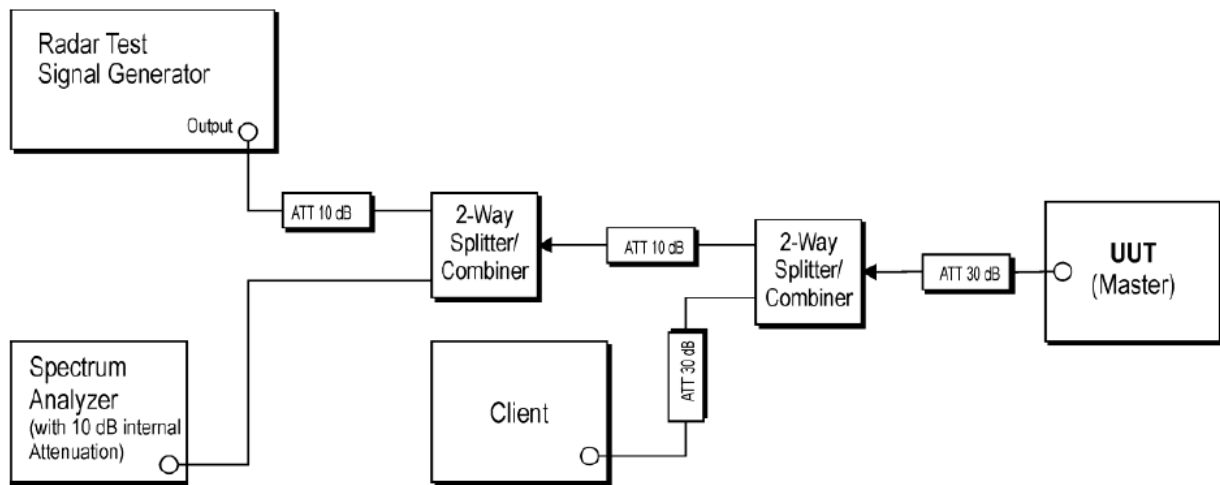 Radar Test
Signal Generator
Output
ATT 10 dB
2-Way
Splitter/
Combiner
ATT 10 dB
2-Way
Splitter/
Combiner
ATT 30 dB
UUT
(Master)
Spectrum
Analyzer
(with 10 dB internal
Attenuation)
Client
ATT 30 dB